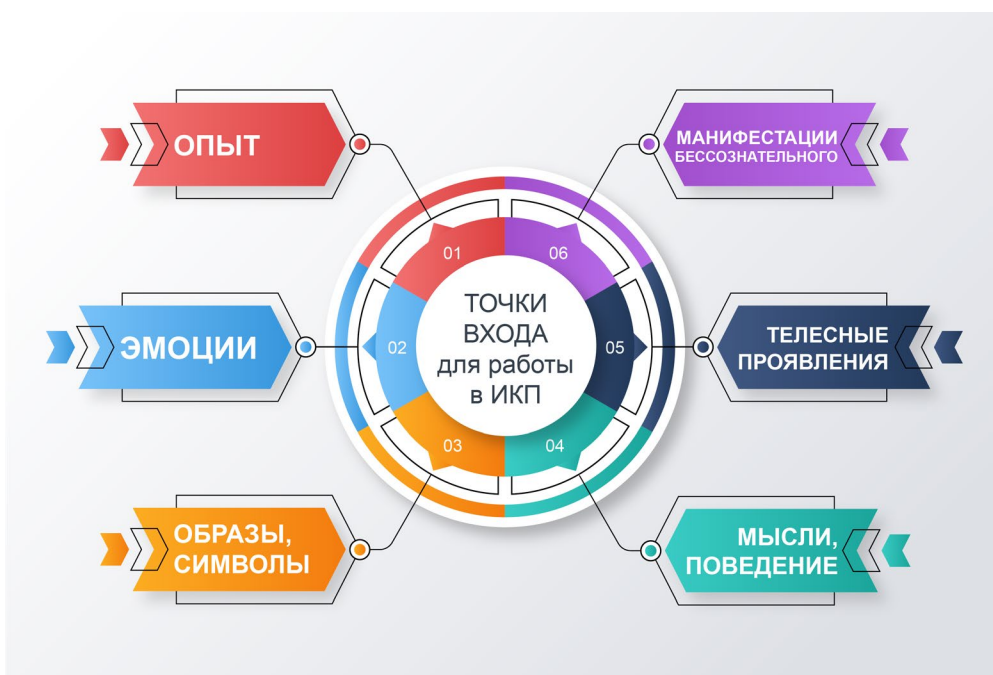 ОПЫТ
01
ЭМОЦИИ
02
ОБРАЗЫ,
СИМВОЛЫ
03
ТОЧКИ
ВХОДА
для работы
в ИКП
МАНИФЕСТАЦИИ
БЕССОЗНАТЕЛЬНОГО
06
ТЕЛЕСНЫЕ
ПРОЯВЛЕНИЯ
05
МЫСЛИ,
ПОВЕДЕНИЕ
04